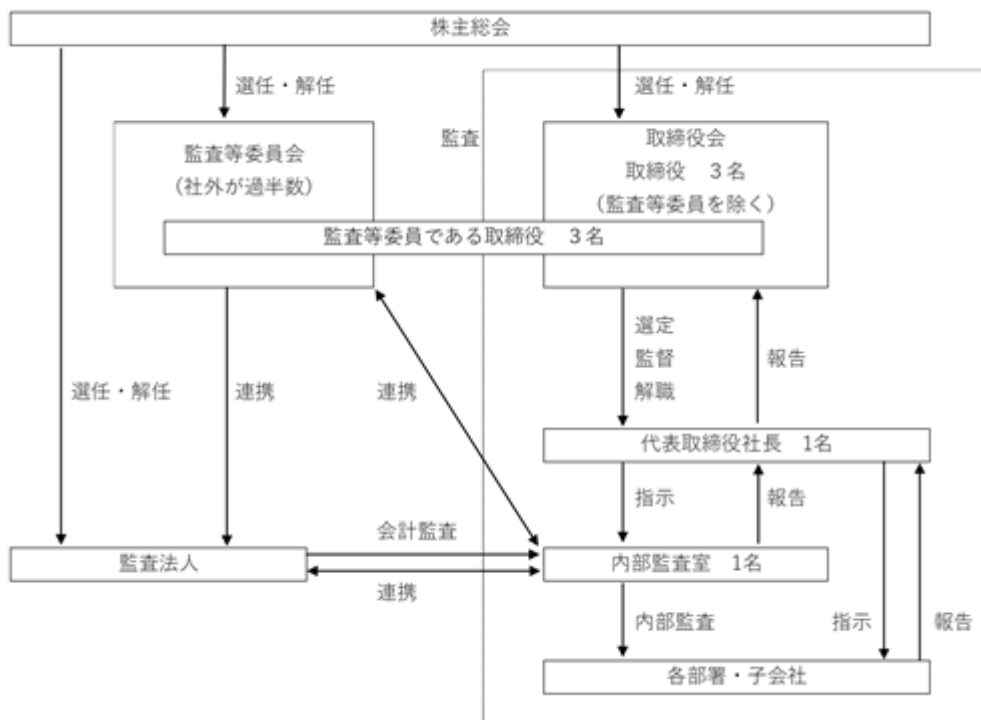 株主総会
選任・解任
選任・解任
監査等委員会
(社外が過半数)
監査
取締役会
取締役　3名
(監査等委員を除く)
監査等委員である取締役　3名
選定
監督
解職
報告
選任・解任
連携
連携
代表取締役社長　1名
指示
報告
会計監査
監査法人
内部監査室　1名
連携
内部監査
指示
報告
各部署・子会社